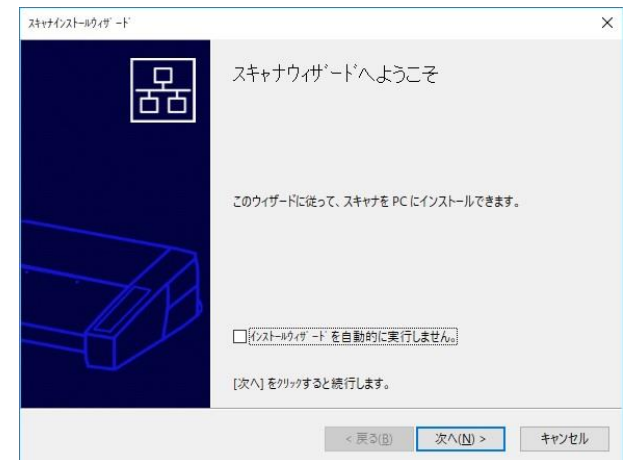 ｽｷｬﾅｲﾝｽﾄｰﾙｳｨｻﾞｰﾄﾞ
スキャナウィザードへようこそ
このウィザードに従って、スキャナを PC にインストールできます。
ｲﾝｽﾄｰﾙｳｨｻﾞｰﾄﾞを自動的に実行しません。
[次へ] をｸﾘｯｸすると続行します。
< 戻る(B)
次へ(N) >
キャンセル